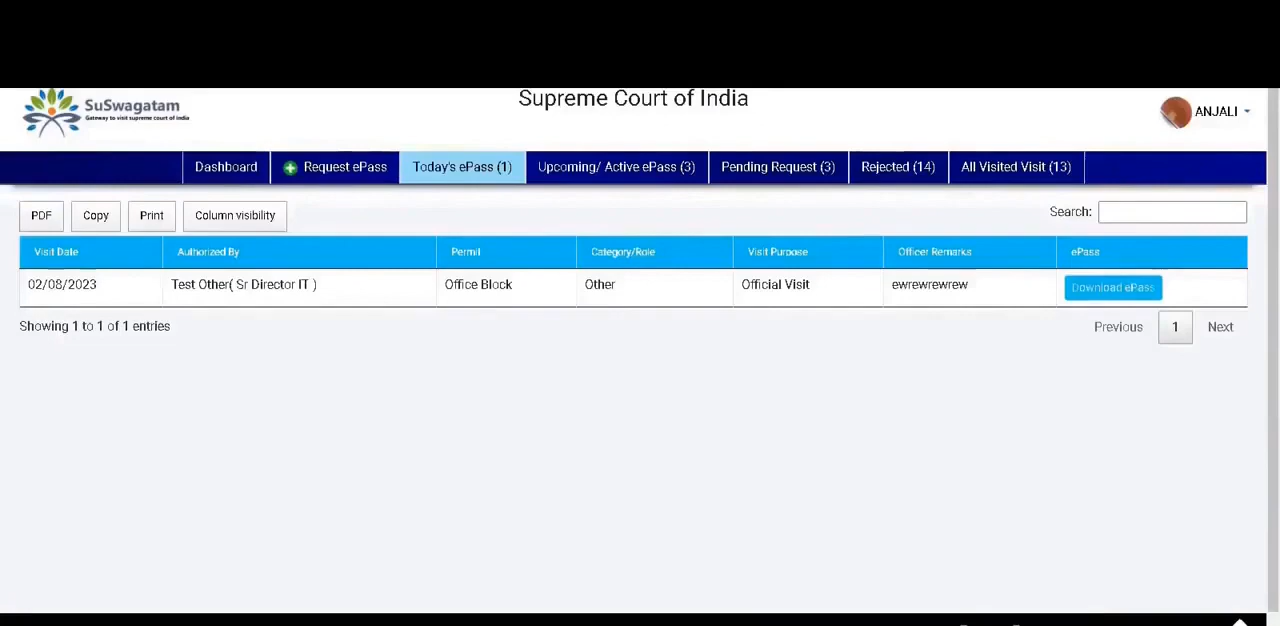 Supreme Court of India
SuSwagatam
Gateway to visit supreme court of india
ANJALI
Dashboard Request ePass Today's ePass (1) Upcoming/ Active ePass (3) Pending Request (3) Rejected (14) All Visited Visit (13)
PDF Copy Print Column visibility Search:
Visit Date Authorized By Permit Category/Role Visit Purpose Officer Remarks ePass
02/08/2023 Test Other( Sr Director IT ) Office Block Other Official Visit ewrewrewrew Download ePass
Showing 1 to 1 of 1 entries Previous 1 Next